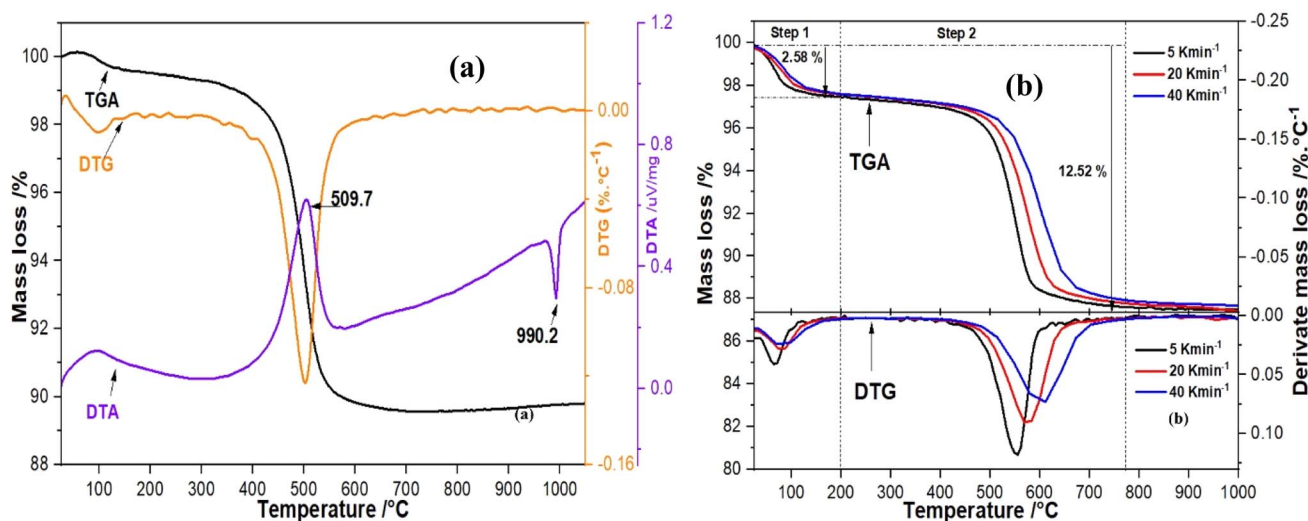 (a)
TGA
DTG
DTA
509.7
990.2
(a)
Mass loss /%
100
98
96
94
92
90
88
100 200 300 400 500 600 700 800 900 1000
Temperature /°C
0.00
-0.08
-0.16
DTG (%.°C⁻¹)
1.2
0.8
0.4
0.0
DTA /uV/mg
(b)
Step 1
Step 2
2.58 %
12.52 %
5 Kmin⁻¹
20 Kmin⁻¹
40 Kmin⁻¹
TGA
DTG
5 Kmin⁻¹
20 Kmin⁻¹
40 Kmin⁻¹
(b)
Mass loss /%
100
98
96
94
92
90
88
86
84
82
80
100 200 300 400 500 600 700 800 900 1000
Temperature /°C
-0.25
-0.20
-0.15
-0.10
-0.05
0.00
0.05
0.10
Derivate mass loss /%.°C⁻¹